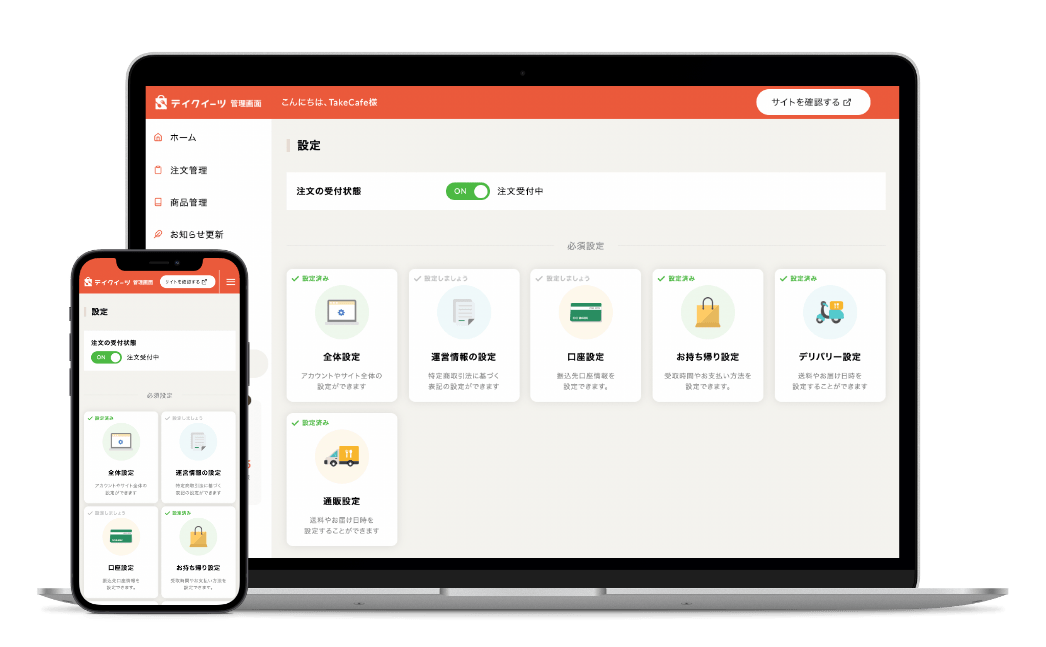 テイクイーツ 管理画面
こんにちは、TakeCafe様
サイトを確認する
ホーム
注文管理
商品管理
お知らせ更新
設定
注文の受付状態
ON
注文受付中
必須設定
設定済み
全体設定
アカウントやサイト全体の
設定ができます
設定しましょう
運営情報の設定
特定商取引法に基づく
表記の設定ができます
設定しましょう
口座設定
振込先口座情報を
設定できます。
設定済み
お持ち帰り設定
受取時間やお支払い方法を
設定できます。
設定済み
デリバリー設定
送料やお届け日時を
設定することができます
設定済み
通販設定
送料やお届け日時を
設定することができます
テイクイーツ 管理画面
サイトを確認する
設定
注文の受付状態
ON
注文受付中
必須設定
設定済み
全体設定
アカウントやサイト全体の
設定ができます
設定しましょう
運営情報の設定
特定商取引法に基づく
表記の設定ができます
設定しましょう
口座設定
振込先口座情報を
設定できます。
設定済み
お持ち帰り設定
受取時間やお支払い方法を
設定できます。